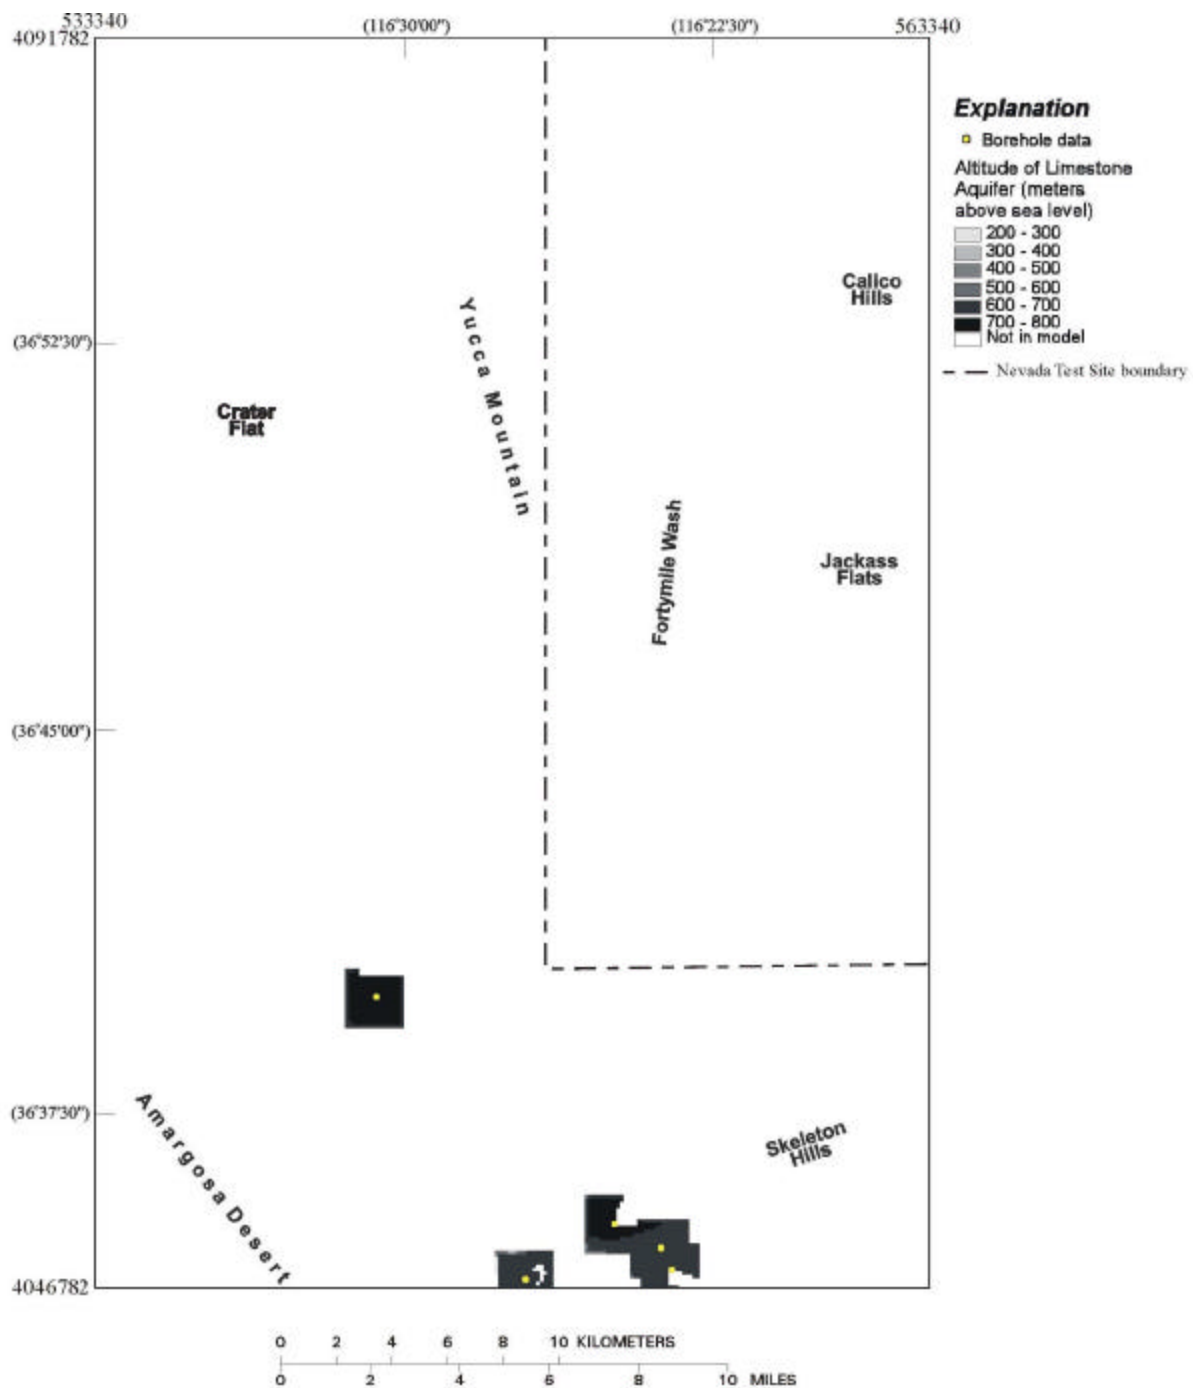 533340
(116°30'00")
(116°22'30")
563340
4091782
Explanation
Borehole data
Altitude of Limestone
Aquifer (meters
above sea level)
200 - 300
300 - 400
400 - 500
500 - 600
600 - 700
700 - 800
Not in model
Nevada Test Site boundary
Calico
Hills
Yucca Mountain
(36°52'30")
Crater
Flat
Fortymile Wash
Jackass
Flats
(36°45'00")
(36°37'30")
Amargosa Desert
Skeleton
Hills
4046782
0 2 4 6 8 10 KILOMETERS
0 2 4 6 8 10 MILES